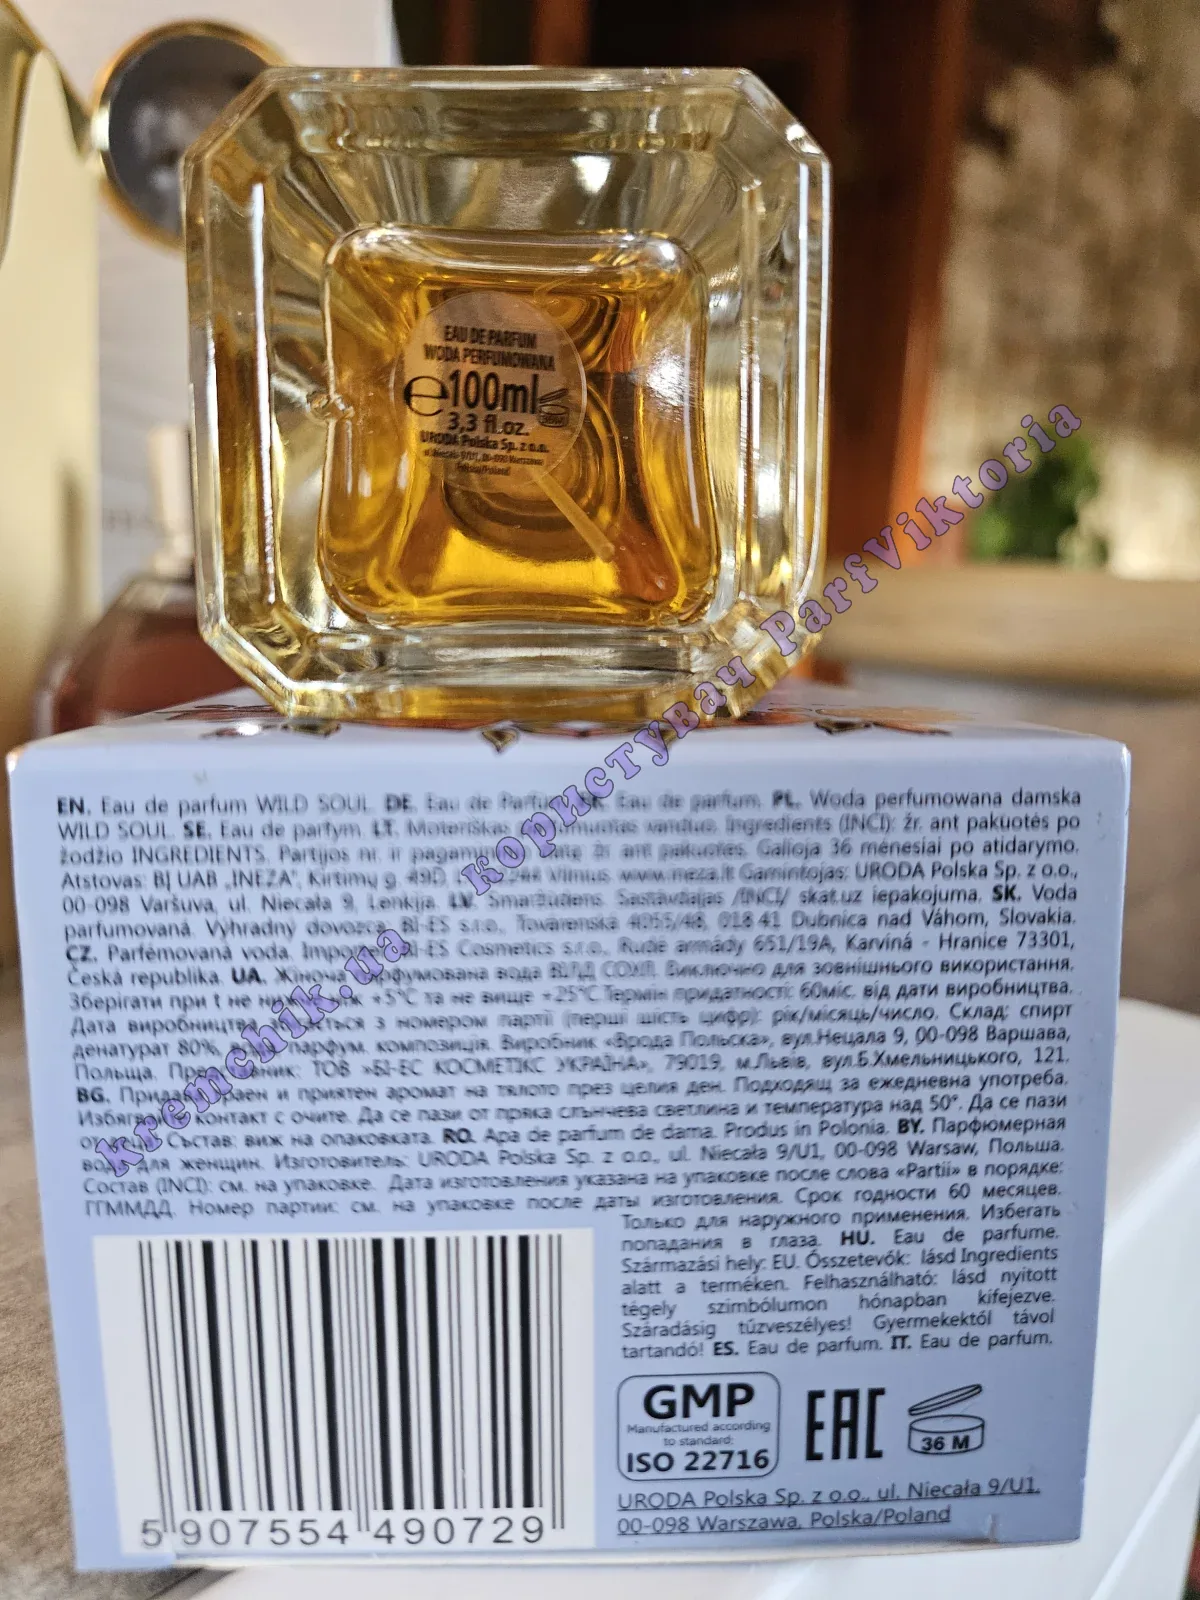 EAU DE PARFUM
WODA PERFUMOWANA
℮100ml
3,3 fl.oz.
URODA Polska Sp. z o.o.
EN. Eau de parfum WILD SOUL. DE. Eau de Parfum. Eau de parfum. PL. Woda perfumowana damska
WILD SOUL. SE. Eau de parfym. LT. Moteriškas vanduo. Ingredients (INCI): žr. ant pakuotės po
žodžio INGREDIENTS. Partijos nr. ir žr. ant pakuotės. Galioja 36 mėnesiai po atidarymo.
Atstovas: BJ UAB „INEZA", Kirtimų g. 49D Vilnius. www.ineza.lt Gamintojas: URODA Polska Sp. z o.o.,
00-098 Varšuva, ul. Niecała 9, Lenkija. LV. Smaržūdens. Sastāvdaļas /INCI/ skat.uz iepakojuma. SK. Voda
parfumovaná. Výhradný dovozca: BI-ES s.r.o., Továrenská 4055/48, 018 41 Dubnica nad Váhom, Slovakia.
CZ. Parfémovaná voda. BI-ES Cosmetics s.r.o., Rudé armády 651/19A, Karviná - Hranice 73301,
Česká republika. UA. Жіноча парфумована вода ВІЛД СОУЛ. Виключно для зовнішнього використання.
Зберігати при t не +5°С та не вище +25°С.Термін придатності: 60міс. від дати виробництва.
Дата виробництва з номером партії (перші шість цифр): рік/місяць/число. Склад: спирт
денатурат 80%, парфум. композиція. Виробник «Врода Польска», вул.Нецала 9, 00-098 Варшава,
Польща. ТОВ »БІ-ЕС КОСМЕТІКС УКРАЇНА», 79019, м.Львів, вул.Б.Хмельницького, 121.
BG. и приятен аромат на тялото през целия ден. Подходящ за ежедневна употреба.
контакт с очите. Да се пази от пряка слънчева светлина и температура над 50°. Да се пази
Състав: виж на опаковката. RO. Apa de parfum de dama. Produs in Polonia. BY. Парфюмерная
вода для женщин. Изготовитель: URODA Polska Sp. z o.o., ul. Niecała 9/U1, 00-098 Warsaw, Польша.
Состав (INCI): см. на упаковке. Дата изготовления указана на упаковке после слова «Partii» в порядке:
ГГММДД. Номер партии: см. на упаковке после даты изготовления. Срок годности 60 месяцев.
Только для наружного применения. Избегать
попадания в глаза. HU. Eau de parfume.
Származási hely: EU. Összetevők: lásd Ingredients
alatt a terméken. Felhasználható: lásd nyitott
tégely szimbólumon hónapban kifejezve.
Száradásig tűzveszélyes! Gyermekektől távol
tartandó! ES. Eau de parfum. IT. Eau de parfum.
GMP
Manufactured according
to standard:
ISO 22716
EAC
36 M
URODA Polska Sp. z o.o., ul. Niecała 9/U1,
00-098 Warszawa, Polska/Poland
5 907554 490729
kremchik.ua користувач ParfViktoria